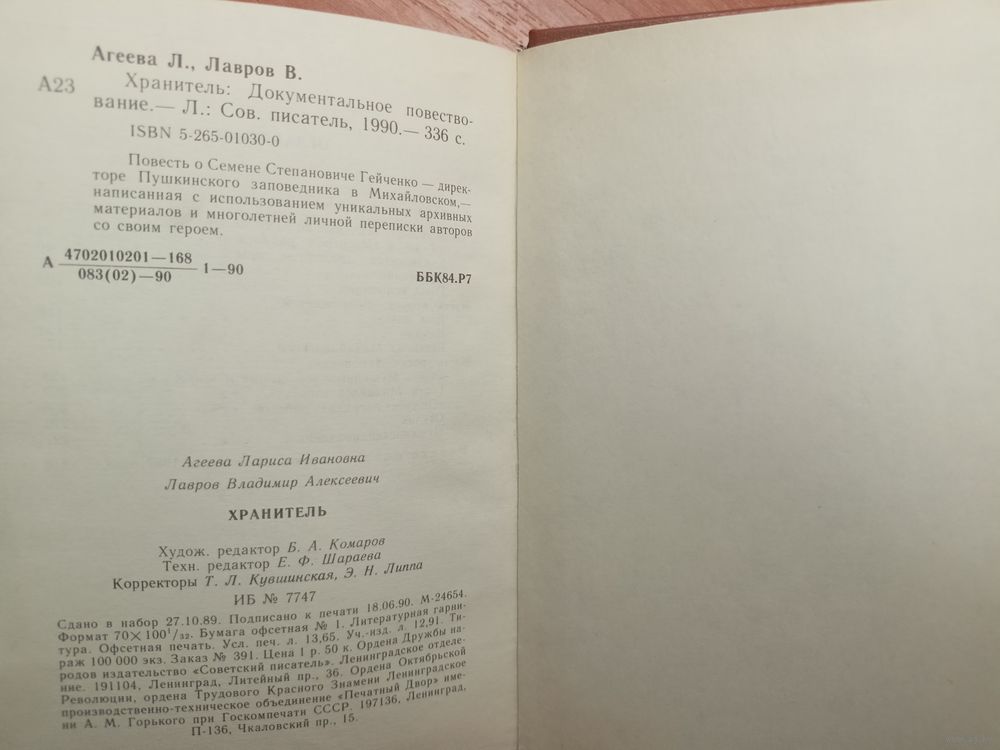 Агеева Л., Лавров В.
А23 Хранитель: Документальное повество-
вание.— Л.: Сов. писатель, 1990.— 336 с.
ISBN 5-265-01030-0
Повесть о Семене Степановиче Гейченко — дирек-
торе Пушкинского заповедника в Михайловском,—
написанная с использованием уникальных архивных
материалов и многолетней личной переписки авторов
со своим героем.
А 4702010201—168
083(02)—90 1—90
ББК84.Р7
Агеева Лариса Ивановна
Лавров Владимир Алексеевич
ХРАНИТЕЛЬ
Худож. редактор Б. А. Комаров
Техн. редактор Е. Ф. Шараева
Корректоры Т. Л. Кувшинская, Э. Н. Липпа
ИБ № 7747
Сдано в набор 27.10.89. Подписано к печати 18.06.90. М-24654.
Формат 70×100¹/₃₂. Бумага офсетная № 1. Литературная гарни-
тура. Офсетная печать. Усл. печ. л. 13,65. Уч.-изд. л. 12,91. Ти-
раж 100 000 экз. Заказ № 391. Цена 1 р. 50 к. Ордена Дружбы на-
родов издательство «Советский писатель». Ленинградское отделе-
ние. 191104, Ленинград, Литейный пр., 36. Ордена Октябрьской
Революции, ордена Трудового Красного Знамени Ленинградское
производственно-техническое объединение «Печатный Двор» име-
ни А. М. Горького при Госкомпечати СССР. 197136, Ленинград,
П-136, Чкаловский пр., 15.